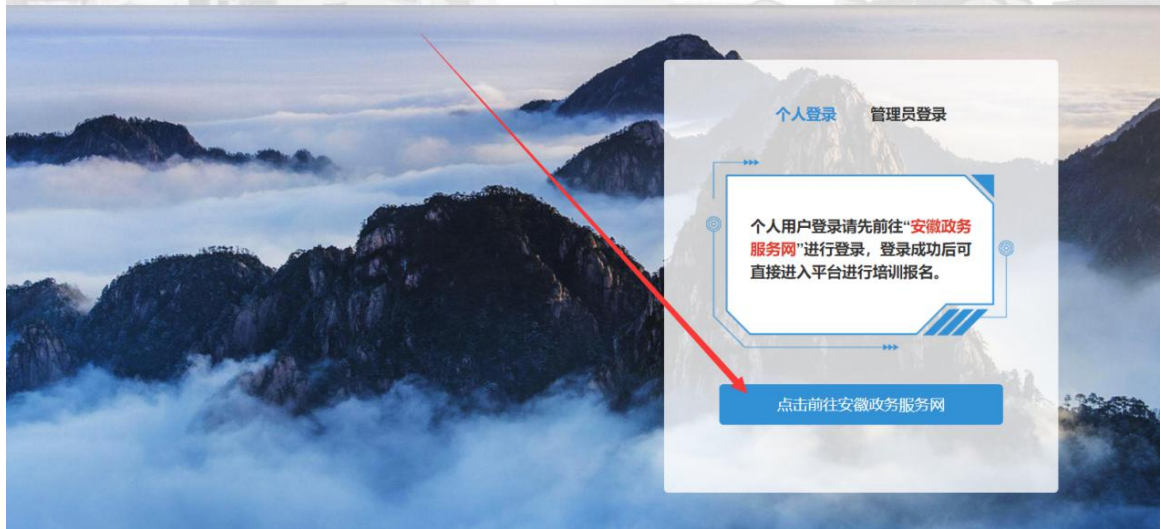 个人登录 管理员登录
个人用户登录请先前往“安徽政务
服务网”进行登录，登录成功后可
直接进入平台进行培训报名。
点击前往安徽政务服务网